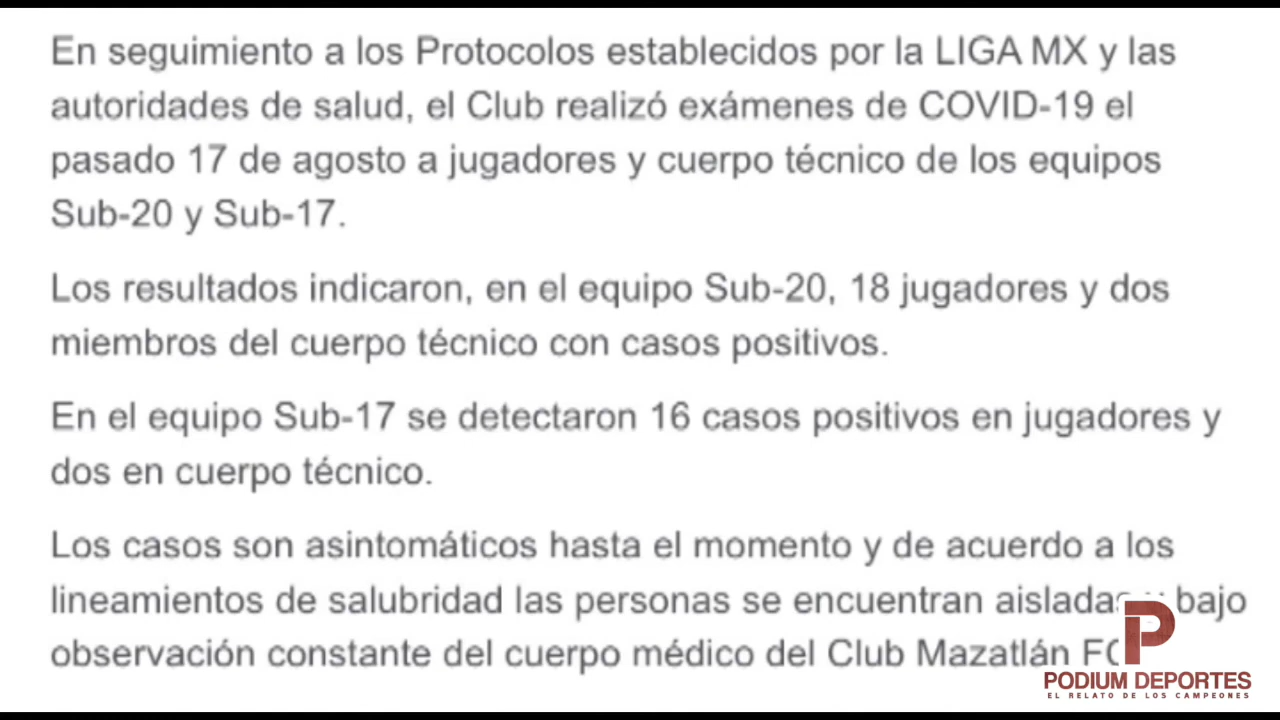 En seguimiento a los Protocolos establecidos por la LIGA MX y las
autoridades de salud, el Club realizó exámenes de COVID-19 el
pasado 17 de agosto a jugadores y cuerpo técnico de los equipos
Sub-20 y Sub-17.
Los resultados indicaron, en el equipo Sub-20, 18 jugadores y dos
miembros del cuerpo técnico con casos positivos.
En el equipo Sub-17 se detectaron 16 casos positivos en jugadores y
dos en cuerpo técnico.
Los casos son asintomáticos hasta el momento y de acuerdo a los
lineamientos de salubridad las personas se encuentran aisladas y bajo
observación constante del cuerpo médico del Club Mazatlán FC
P
PODIUM DEPORTES
EL RELATO DE LOS CAMPEONES